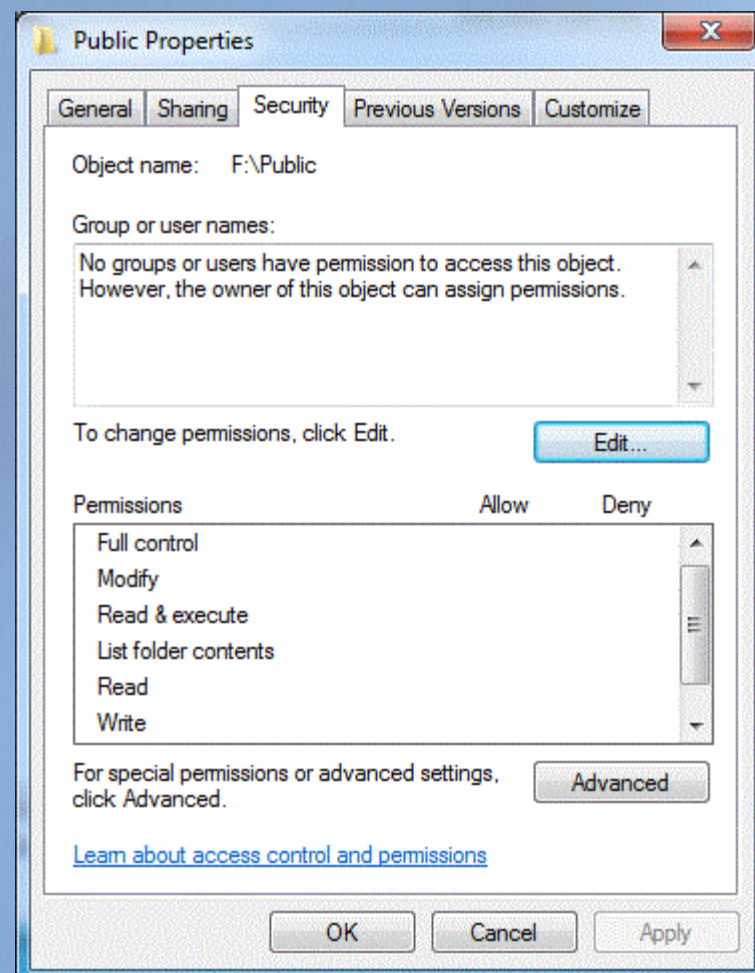 Public Properties
General Sharing Security Previous Versions Customize
Object name: F:\Public
Group or user names:
No groups or users have permission to access this object.
However, the owner of this object can assign permissions.
To change permissions, click Edit.
Edit...
Permissions Allow Deny
Full control
Modify
Read & execute
List folder contents
Read
Write
For special permissions or advanced settings,
click Advanced.
Advanced
Learn about access control and permissions
OK Cancel Apply